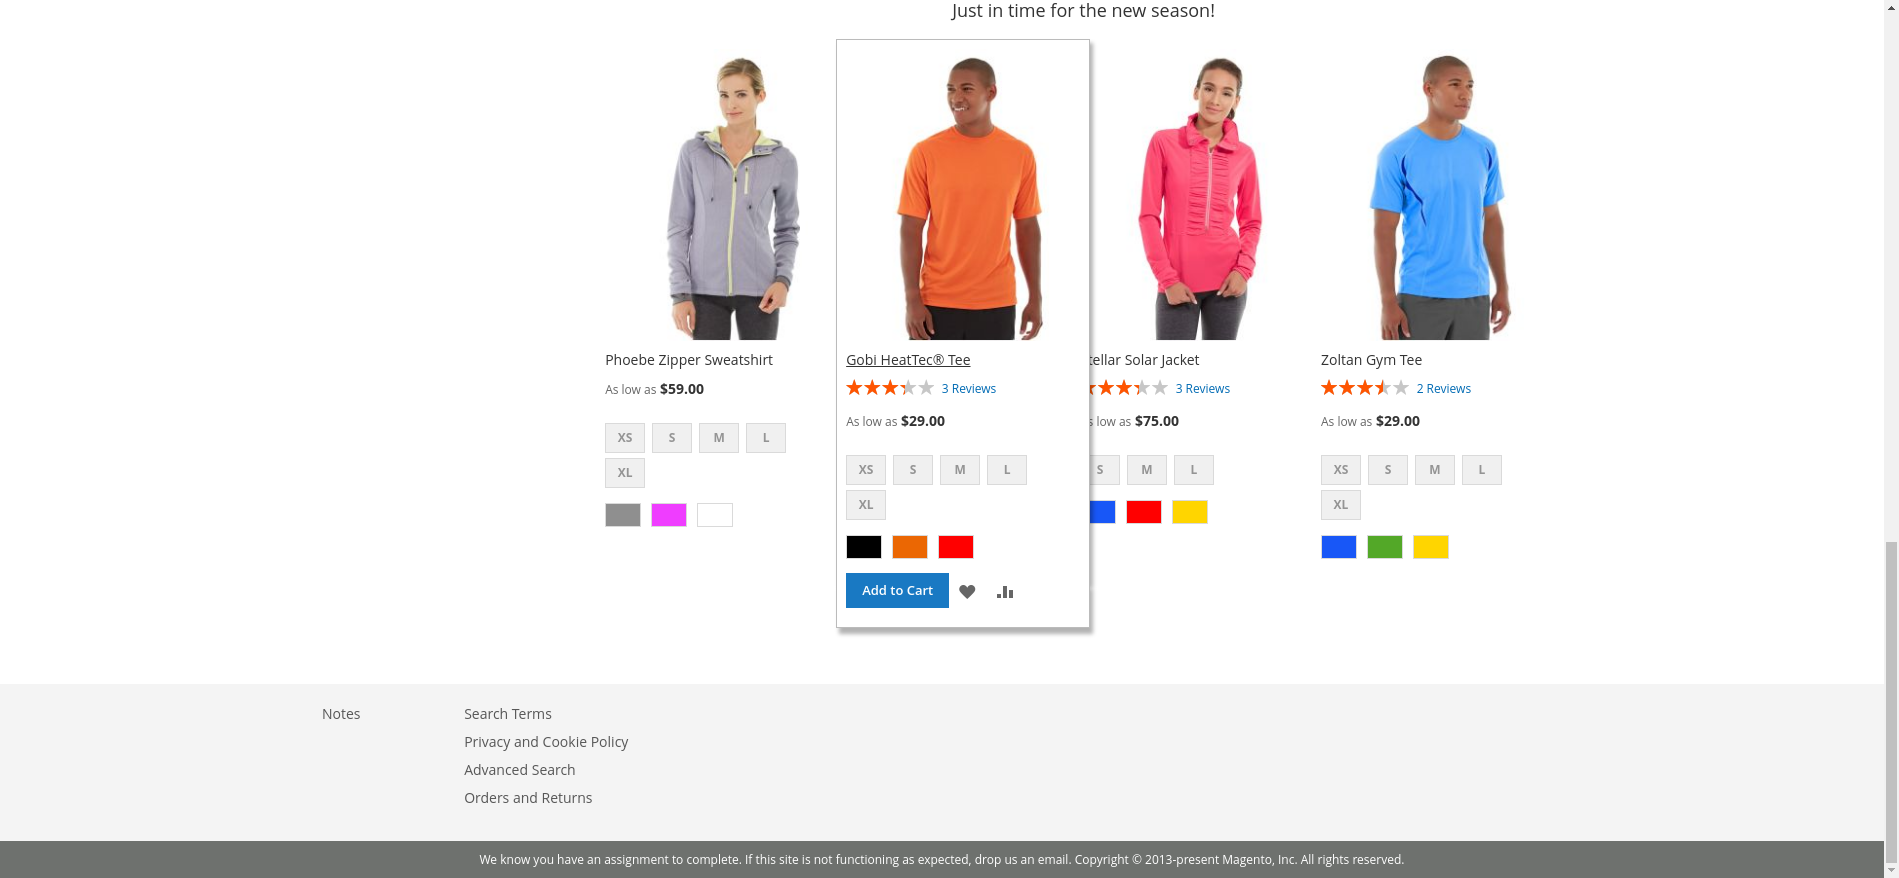 Just in time for the new season!
Phoebe Zipper Sweatshirt
As low as $59.00
XS S M L
XL
Gobi HeatTec® Tee
3 Reviews
As low as $29.00
XS S M L
XL
Add to Cart
tellar Solar Jacket
3 Reviews
s low as $75.00
S M L
Zoltan Gym Tee
2 Reviews
As low as $29.00
XS S M L
XL
Notes
Search Terms
Privacy and Cookie Policy
Advanced Search
Orders and Returns
We know you have an assignment to complete. If this site is not functioning as expected, drop us an email. Copyright © 2013-present Magento, Inc. All rights reserved.